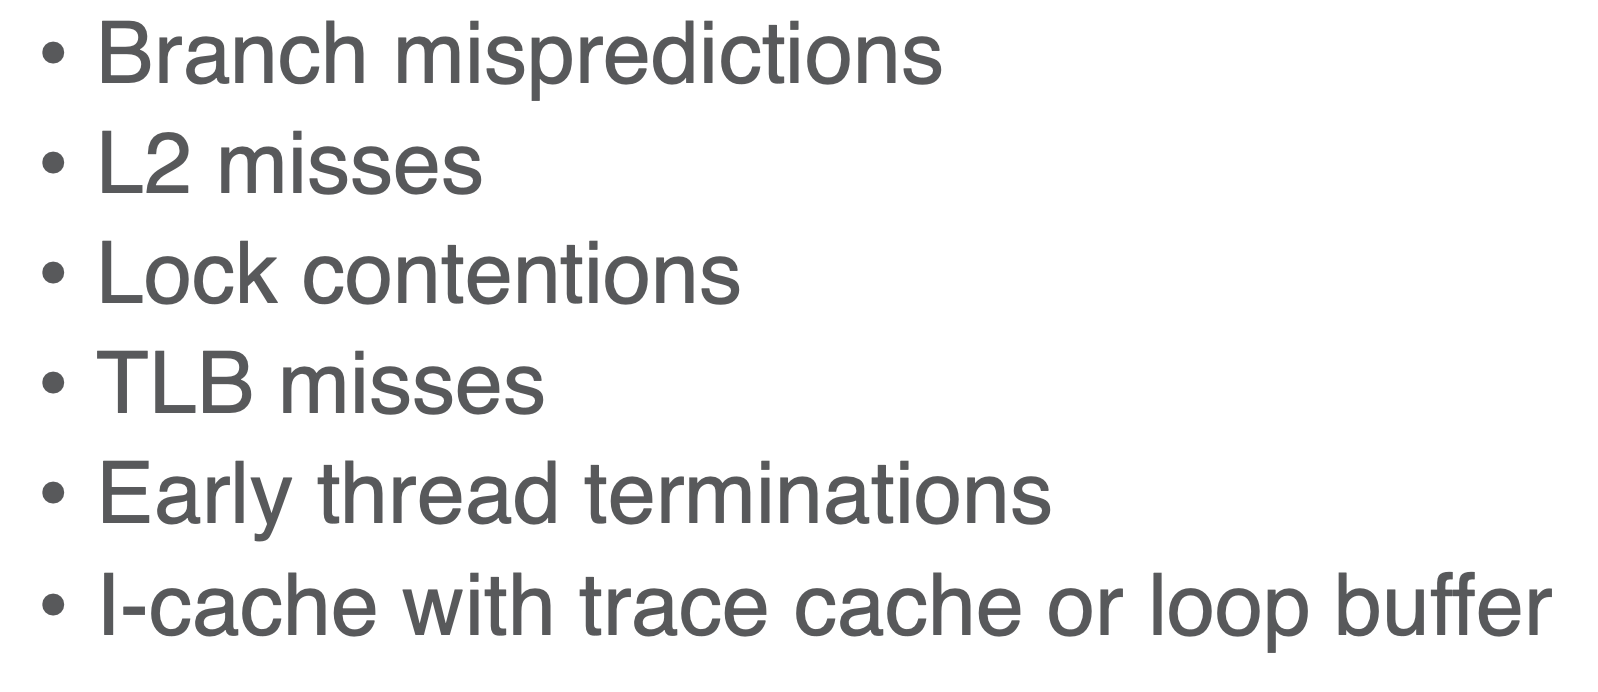 • Branch mispredictions
• L2 misses
• Lock contentions
• TLB misses
• Early thread terminations
• I-cache with trace cache or loop buffer